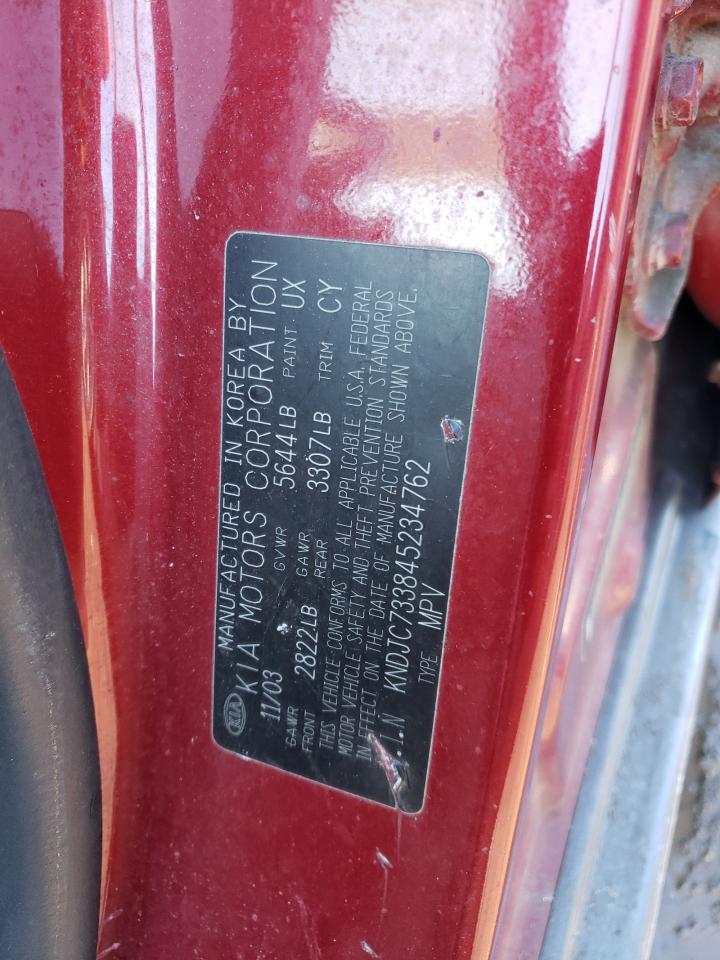 KIA MANUFACTURED IN KOREA BY
KIA MOTORS CORPORATION
11/03 GVWR 5644LB PAINT: UX
GAWR FRONT 2822LB GAWR REAR 3307LB TRIM CY
THIS VEHICLE CONFORMS TO ALL APPLICABLE U.S.A. FEDERAL
MOTOR VEHICLE SAFETY AND THEFT PREVENTION STANDARDS
IN EFFECT ON THE DATE OF MANUFACTURE SHOWN ABOVE.
.I.N KNDJC733845234762
TYPE MPV